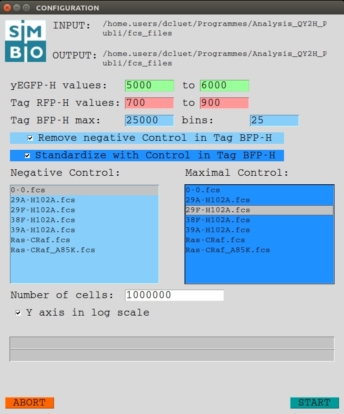 CONFIGURATION
SiMBIO
INPUT: /home.users/dcluet/Programmes/Analysis_QY2H_P
ubli/fcs_files
OUTPUT: /home.users/dcluet/Programmes/Analysis_QY2H_P
ubli/fcs_files
yEGFP-H values: 5000 to 6000
Tag RFP-H values: 700 to 900
Tag BFP-H max: 25000 bins: 25
Remove negative Control in Tag BFP-H
Standardize with Control in Tag BFP-H
Negative Control: Maximal Control:
0-0.fcs 0-0.fcs
29A-H102A.fcs 29A-H102A.fcs
29F-H102A.fcs 29F-H102A.fcs
38F-H102A.fcs 38F-H102A.fcs
39A-H102A.fcs 39A-H102A.fcs
Ras-CRaf.fcs Ras-CRaf.fcs
Ras-CRaf_A85K.fcs Ras-CRaf_A85K.fcs
Number of cells: 1000000
Y axis in log scale
ABORT START